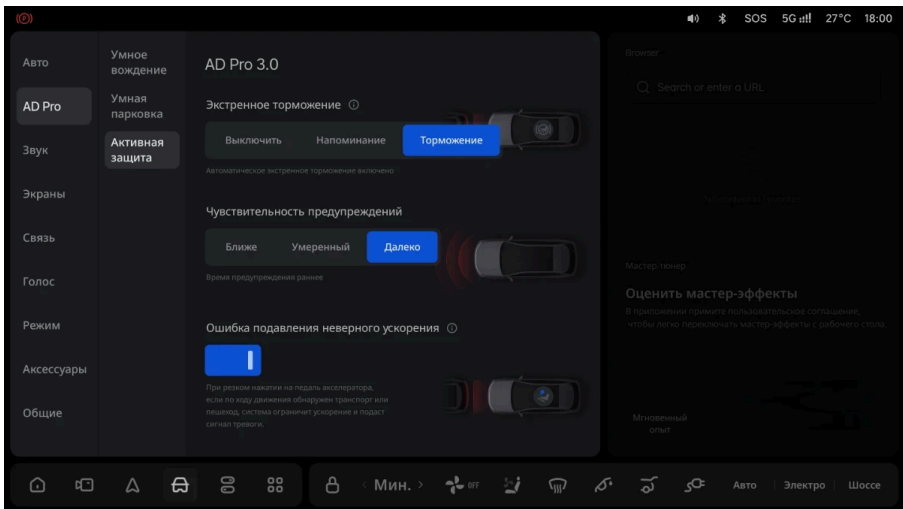 (P)
SOS
5G
27°C
18:00
Авто
AD Pro
Звук
Экраны
Связь
Голос
Режим
Аксессуары
Общие
Умное
вождение
Умная
парковка
Активная
защита
AD Pro 3.0
Экстренное торможение
Выключить
Напоминание
Торможение
Автоматическое экстренное торможение включено
Чувствительность предупреждений
Ближе
Умеренный
Далеко
Время предупреждения раннее
Ошибка подавления неверного ускорения
При резком нажатии на педаль акселератора,
если по ходу движения обнаружен транспорт или
пешеход, система ограничит ускорение и подаст
сигнал тревоги.
Browser
Search or enter a URL
Мастер-тюнер
Оценить мастер-эффекты
В приложении примите пользовательское соглашение,
чтобы легко переключать мастер-эффекты с рабочего стола.
Мгновенный
опыт
Мин.
OFF
Авто
Электро
Шоссе